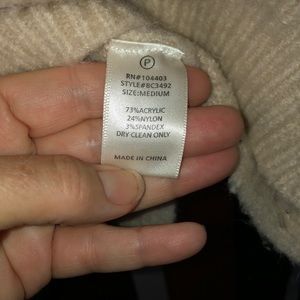 P
RN#104403
STYLE#BC3492
SIZE:MEDIUM
73%ACRYLIC
24%NYLON
3%SPANDEX
DRY CLEAN ONLY
MADE IN CHINA